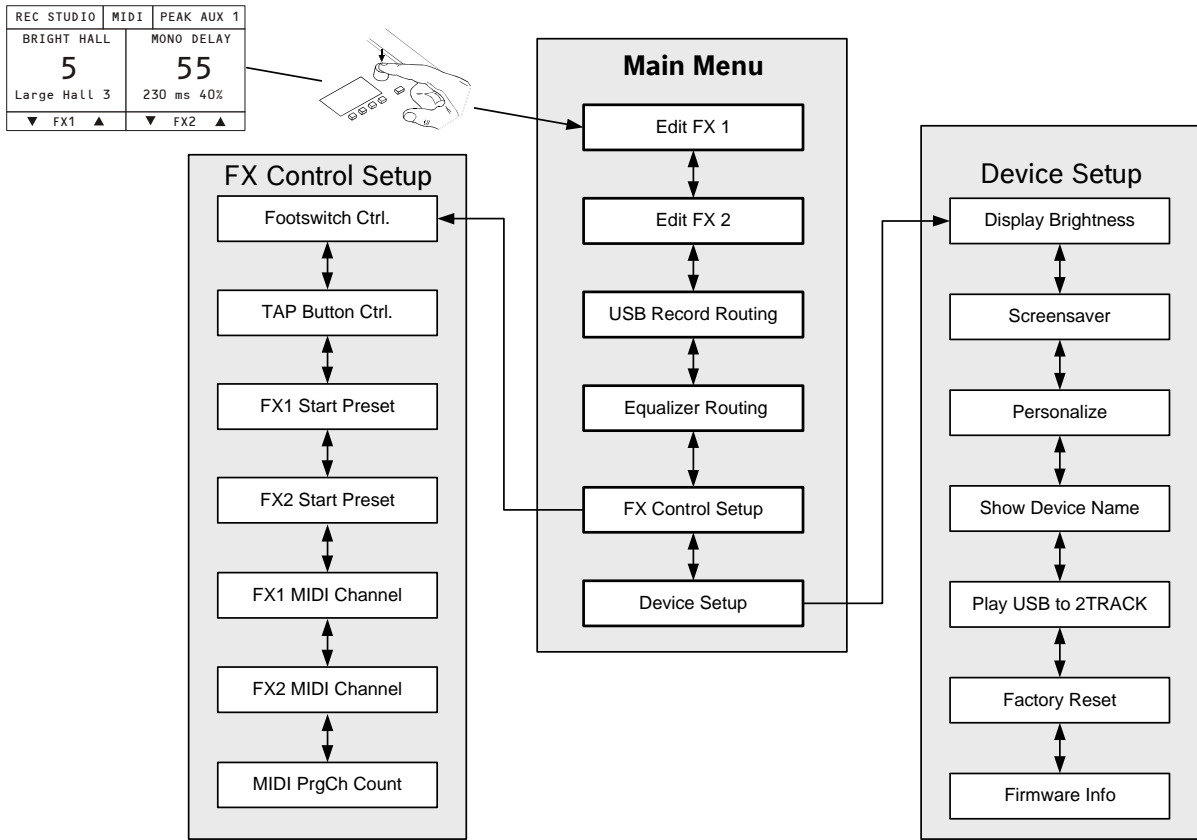 REC STUDIO MIDI PEAK AUX 1
BRIGHT HALL MONO DELAY
5 55
Large Hall 3 230 ms 40%
▼ FX1 ▲ ▼ FX2 ▲
Main Menu
Edit FX 1
Edit FX 2
USB Record Routing
Equalizer Routing
FX Control Setup
Device Setup
FX Control Setup
Footswitch Ctrl.
TAP Button Ctrl.
FX1 Start Preset
FX2 Start Preset
FX1 MIDI Channel
FX2 MIDI Channel
MIDI PrgCh Count
Device Setup
Display Brightness
Screensaver
Personalize
Show Device Name
Play USB to 2TRACK
Factory Reset
Firmware Info